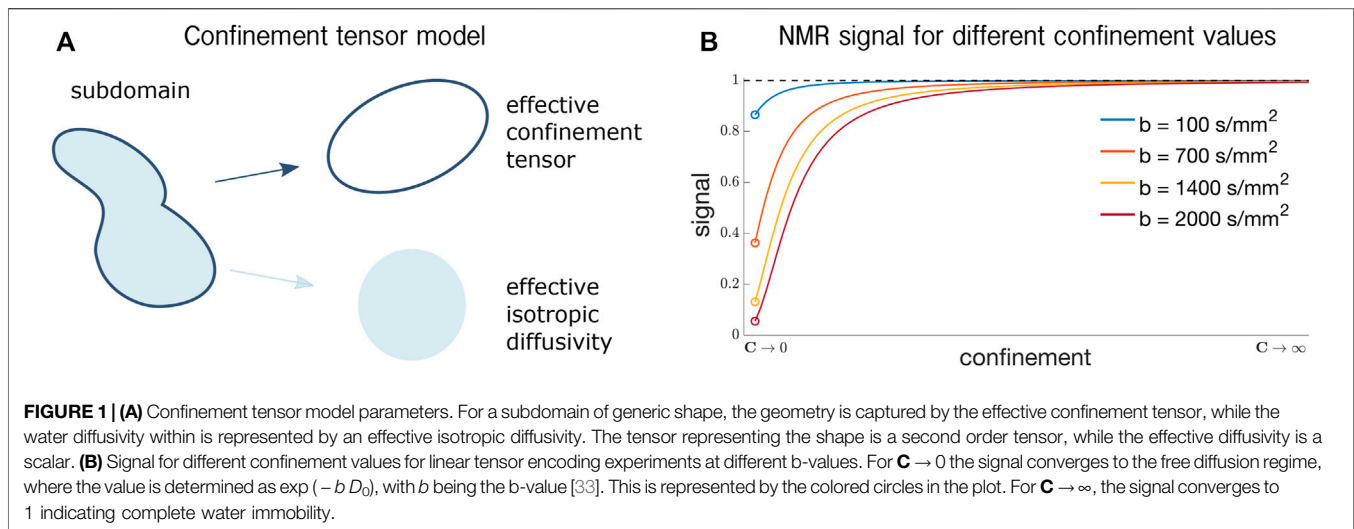 A
Confinement tensor model
subdomain
effective
confinement
tensor
effective
isotropic
diffusivity
B
NMR signal for different confinement values
1
0.8
0.6
0.4
0.2
0
signal
b = 100 s/mm²
b = 700 s/mm²
b = 1400 s/mm²
b = 2000 s/mm²
C → 0
confinement
C → ∞
FIGURE 1 | (A) Confinement tensor model parameters. For a subdomain of generic shape, the geometry is captured by the effective confinement tensor, while the
water diffusivity within is represented by an effective isotropic diffusivity. The tensor representing the shape is a second order tensor, while the effective diffusivity is a
scalar. (B) Signal for different confinement values for linear tensor encoding experiments at different b-values. For C → 0 the signal converges to the free diffusion regime,
where the value is determined as exp ( − b D₀), with b being the b-value [33]. This is represented by the colored circles in the plot. For C → ∞, the signal converges to
1 indicating complete water immobility.